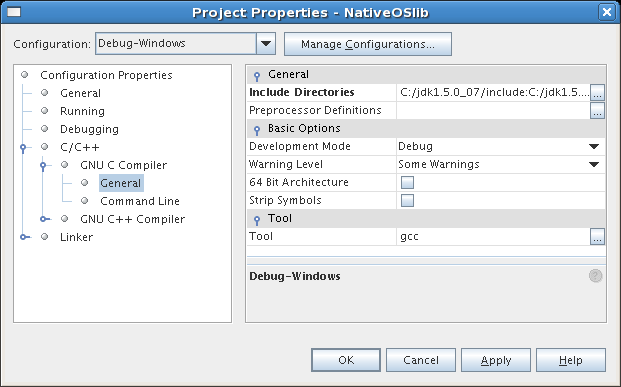 Project Properties - NativeOSlib
Configuration: Debug-Windows Manage Configurations...
Configuration Properties
General
Running
Debugging
C/C++
GNU C Compiler
General
Command Line
GNU C++ Compiler
Linker
General
Include Directories C:/jdk1.5.0_07/include:C:/jdk1.5.... ...
Preprocessor Definitions ...
Basic Options
Development Mode Debug
Warning Level Some Warnings
64 Bit Architecture
Strip Symbols
Tool
Tool gcc ...
Debug-Windows ?
OK Cancel Apply Help